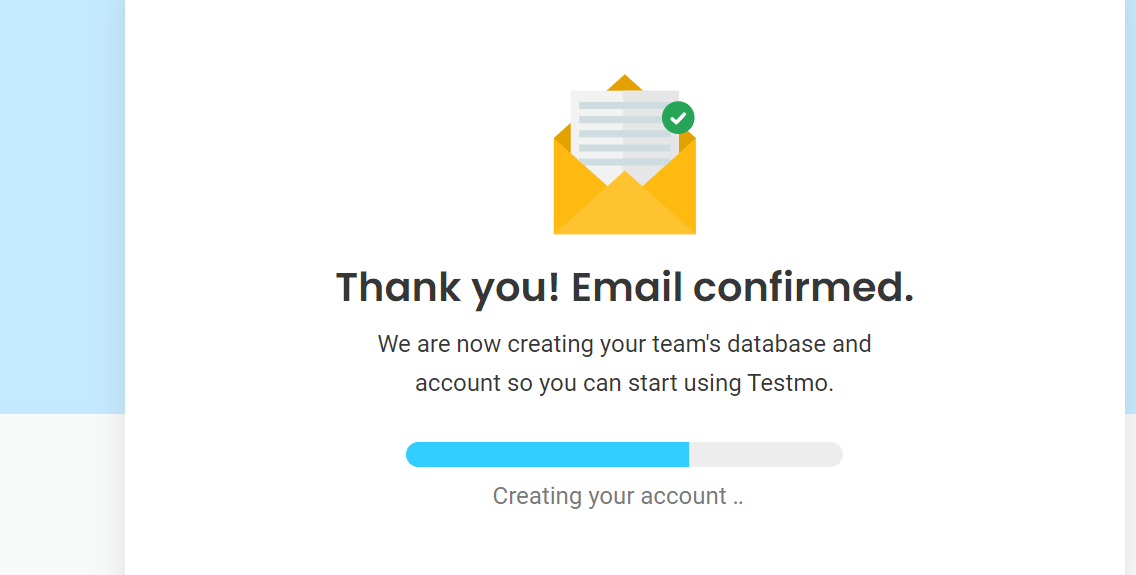 Thank you! Email confirmed.
We are now creating your team's database and
account so you can start using Testmo.
Creating your account ..